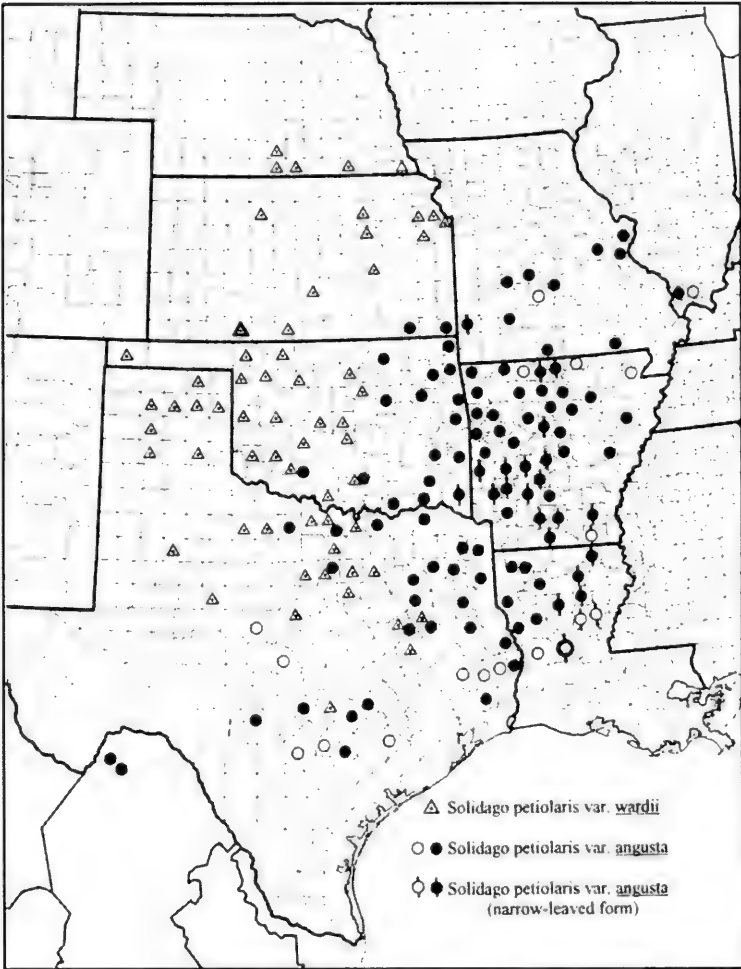 Solidago petiolaris var. wardii
Solidago petiolaris var. angusta
Solidago petiolaris var. angusta
(narrow-leaved form)